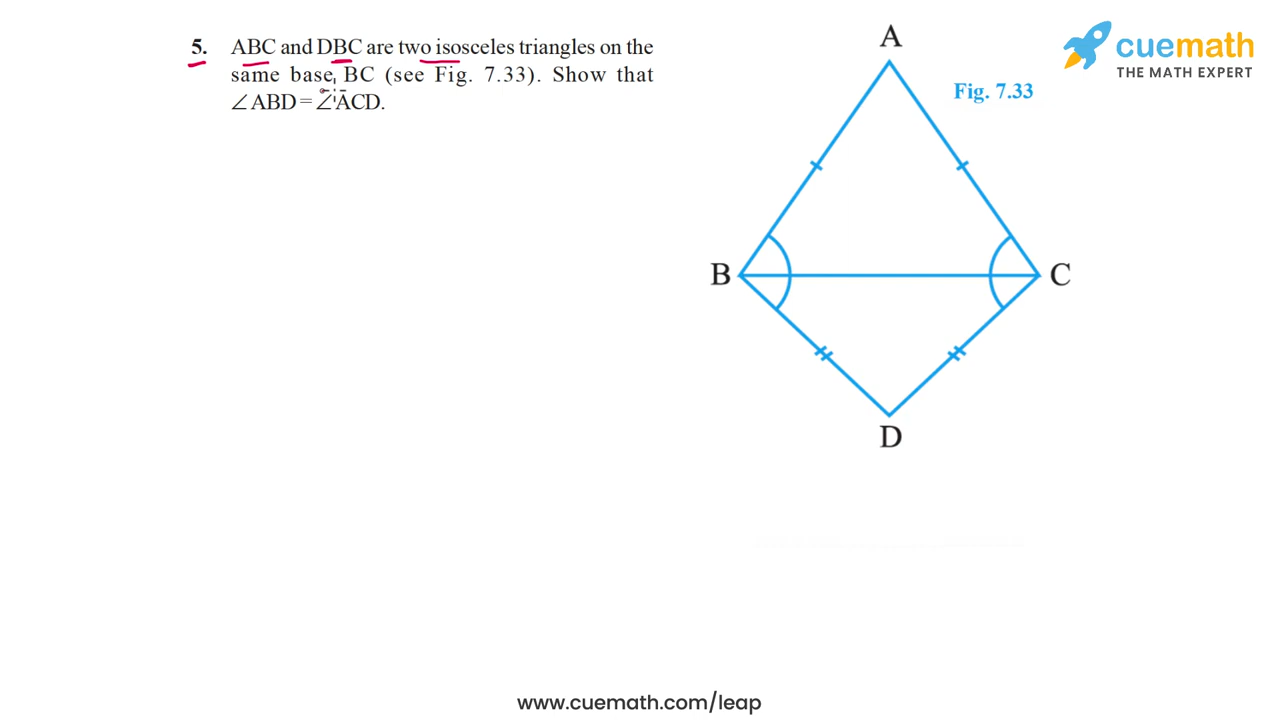 5. ABC and DBC are two isosceles triangles on the
same base BC (see Fig. 7.33). Show that
∠ABD = ∠ACD.
A
Fig. 7.33
B
C
D
cuemath
THE MATH EXPERT
www.cuemath.com/leap